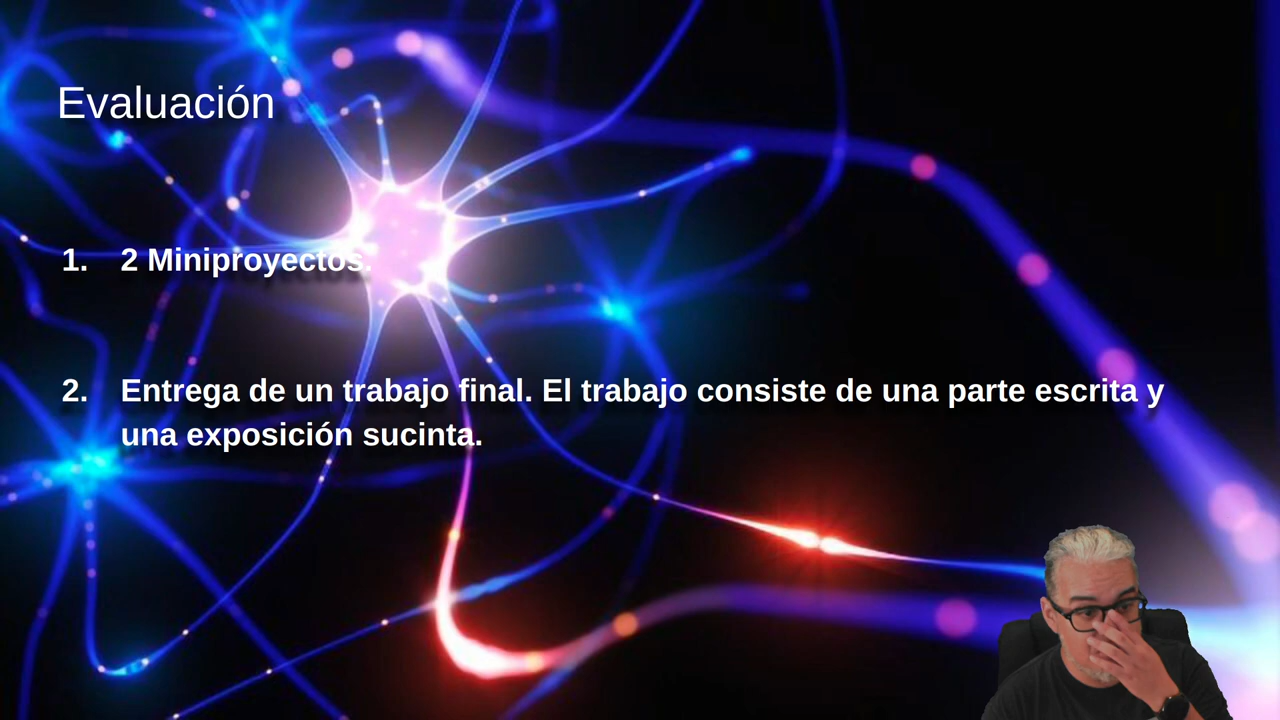 Evaluación
1. 2 Miniproyectos.
2. Entrega de un trabajo final. El trabajo consiste de una parte escrita y
una exposición sucinta.